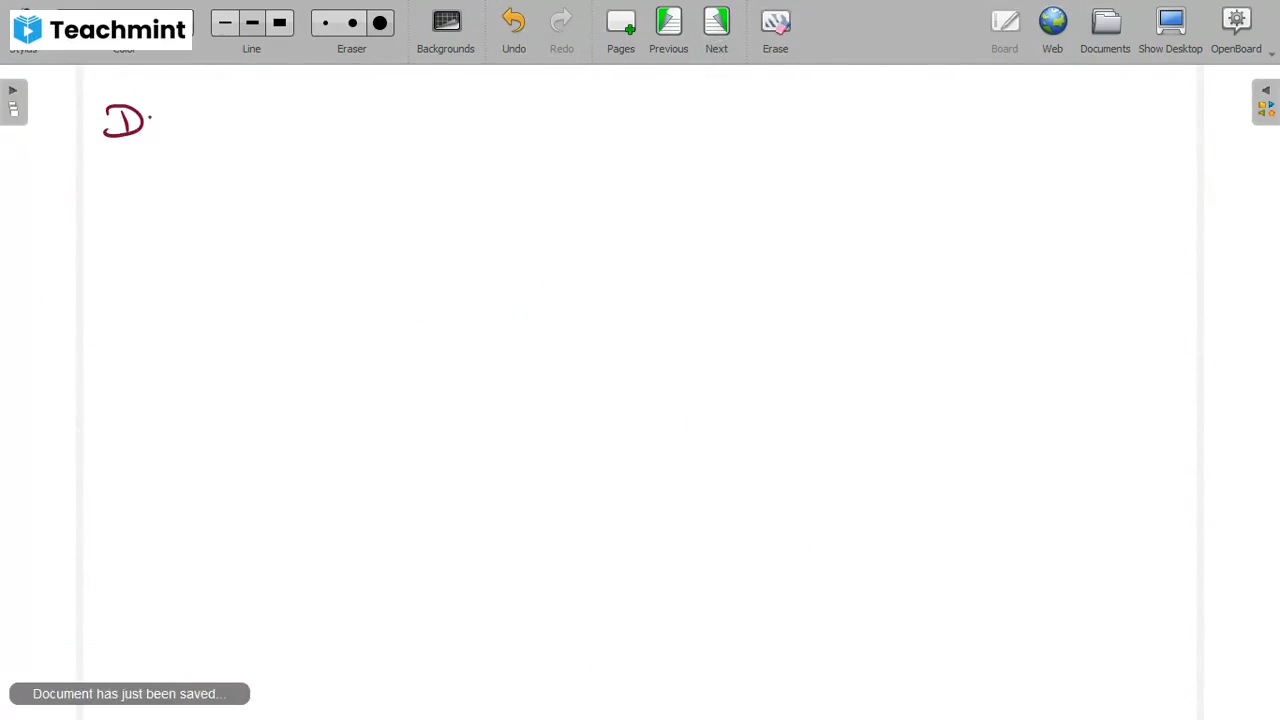 Teachmint
Line
Eraser
Backgrounds
Undo
Redo
Pages
Previous
Next
Erase
Board
Web
Documents
Show Desktop
OpenBoard
D
Document has just been saved...